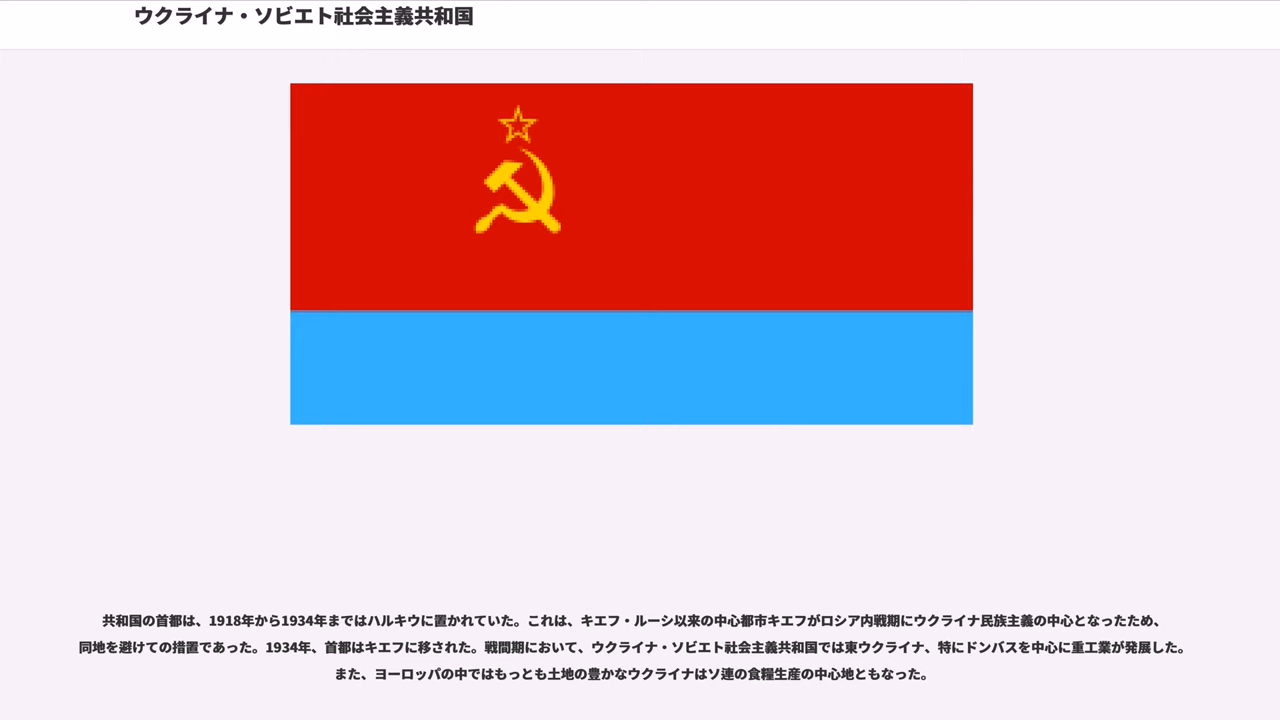 ウクライナ・ソビエト社会主義共和国
共和国の首都は、1918年から1934年まではハルキウに置かれていた。これは、キエフ・ルーシ以来の中心都市キエフがロシア内戦期にウクライナ民族主義の中心となったため、
同地を避けての措置であった。1934年、首都はキエフに移された。戦間期において、ウクライナ・ソビエト社会主義共和国では東ウクライナ、特にドンバスを中心に重工業が発展した。
また、ヨーロッパの中ではもっとも土地の豊かなウクライナはソ連の食糧生産の中心地ともなった。